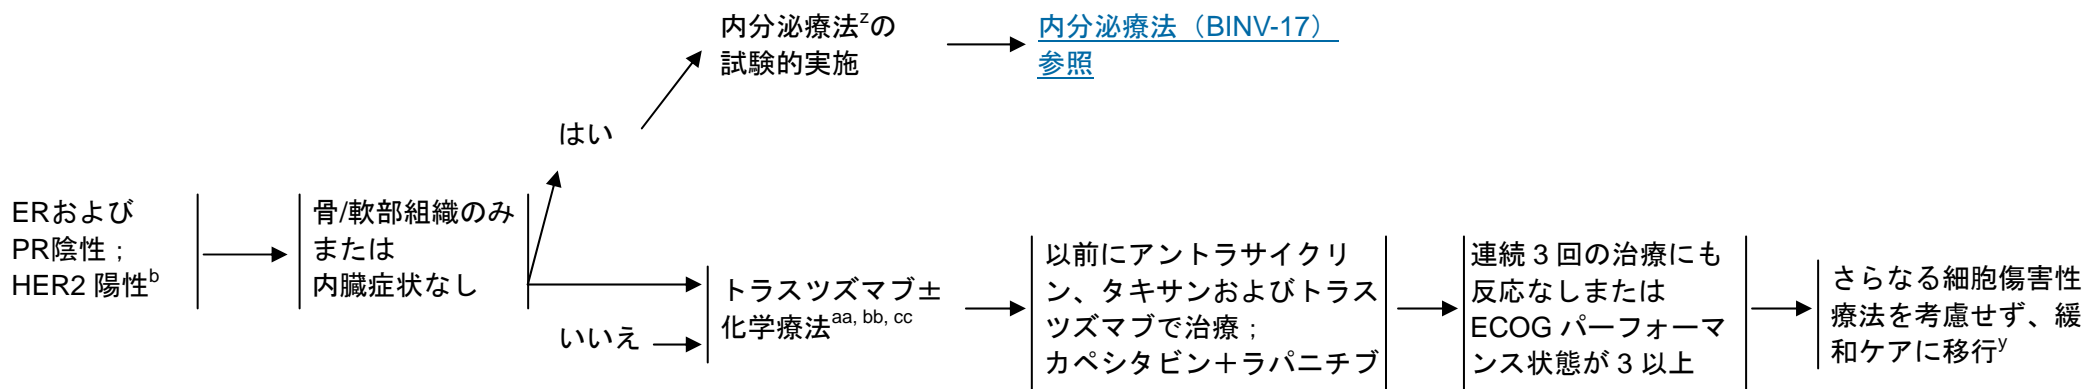 内分泌療法zの
試験的実施
内分泌療法（BINV-17）
参照
はい
ERおよび
PR陰性；
HER2 陽性b
骨/軟部組織のみ
または
内臓症状なし
いいえ
トラスツズマブ±
化学療法aa, bb, cc
以前にアントラサイクリ
ン、タキサンおよびトラス
ツズマブで治療；
カペシタビン＋ラパニチブ
連続 3 回の治療にも
反応なしまたは
ECOG パーフォーマ
ンス状態が 3 以上
さらなる細胞傷害性
療法を考慮せず、緩
和ケアに移行y